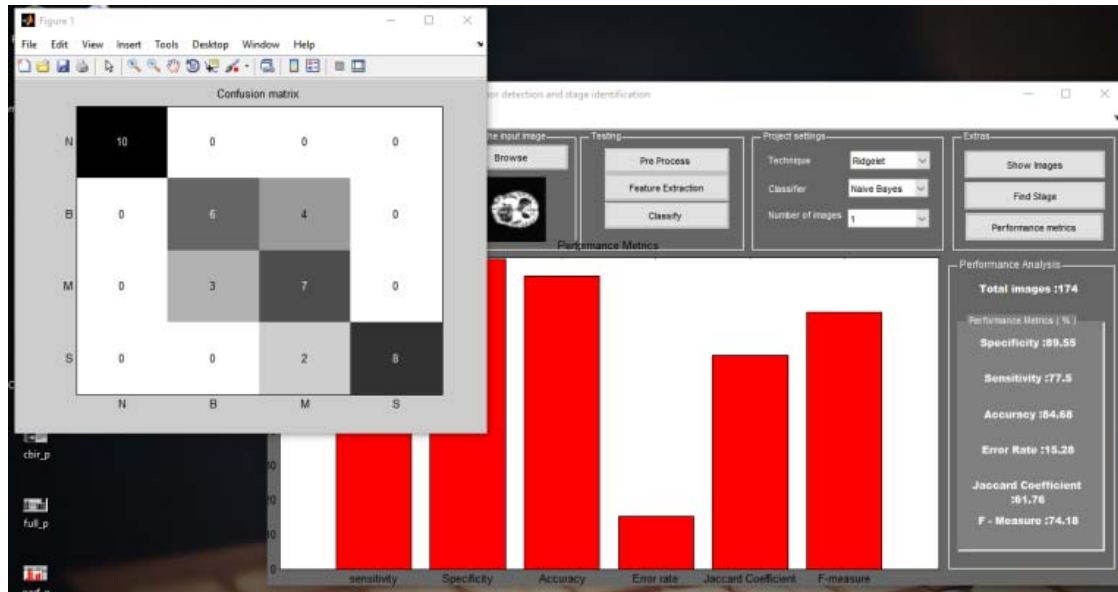 Figure 1
File Edit View Insert Tools Desktop Window Help
Confusion matrix
N 10 0 0 0
B 0 6 4 0
M 0 3 7 0
S 0 0 2 8
N B M S
or detection and stage identification
input image
Browse
Testing
Pre Process
Feature Extraction
Classify
Project settings
Technique Ridgelet
Classifier Naive Bayes
Number of images 1
Extras
Show Images
Find Stage
Performance metrics
Performance Metrics
10
0
sensitivity Specificity Accuracy Error rate Jaccard Coefficient F-measure
Performance Analysis
Total images :174
Performance Metrics ( % )
Specificity :89.55
Sensitivity :77.5
Accuracy :84.68
Error Rate :15.28
Jaccard Coefficient
:61.76
F - Measure :74.18
cbir_p
full_p